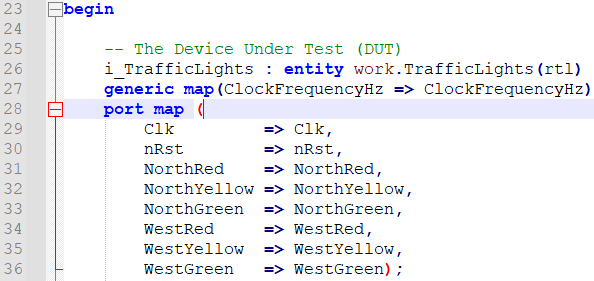 23 begin
24
25     -- The Device Under Test (DUT)
26     i_TrafficLights : entity work.TrafficLights(rtl)
27     generic map(ClockFrequencyHz => ClockFrequencyHz)
28     port map (
29         Clk         => Clk,
30         nRst        => nRst,
31         NorthRed    => NorthRed,
32         NorthYellow => NorthYellow,
33         NorthGreen  => NorthGreen,
34         WestRed     => WestRed,
35         WestYellow  => WestYellow,
36         WestGreen   => WestGreen);